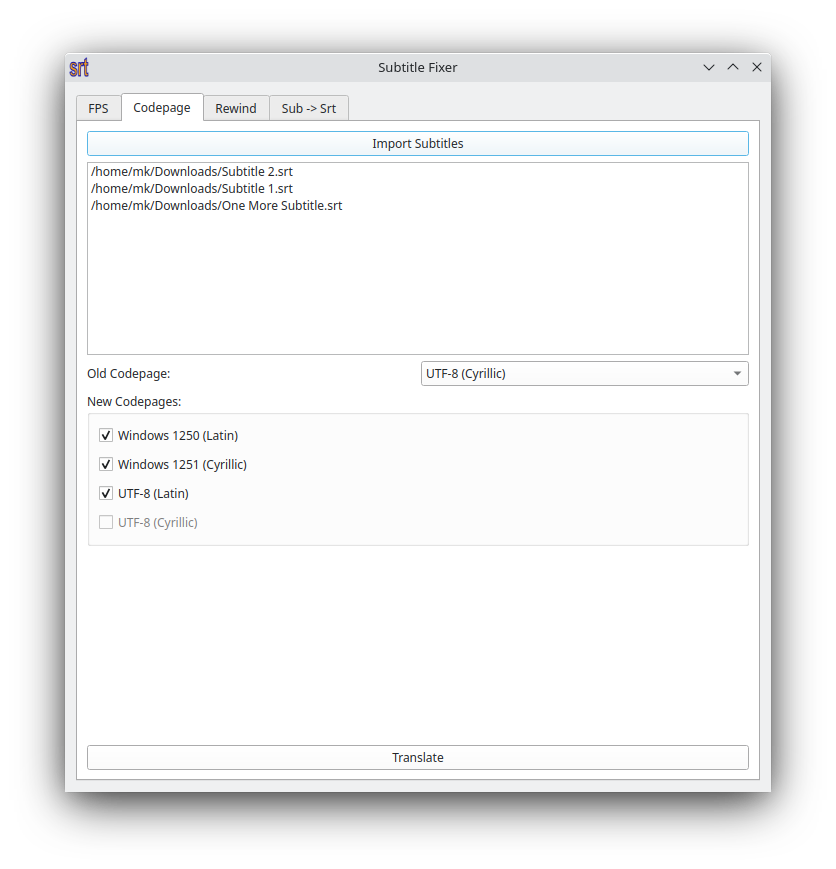 srt
Subtitle Fixer
FPS
Codepage
Rewind
Sub -> Srt
Import Subtitles
/home/mk/Downloads/Subtitle 2.srt
/home/mk/Downloads/Subtitle 1.srt
/home/mk/Downloads/One More Subtitle.srt
Old Codepage:
UTF-8 (Cyrillic)
New Codepages:
Windows 1250 (Latin)
Windows 1251 (Cyrillic)
UTF-8 (Latin)
UTF-8 (Cyrillic)
Translate